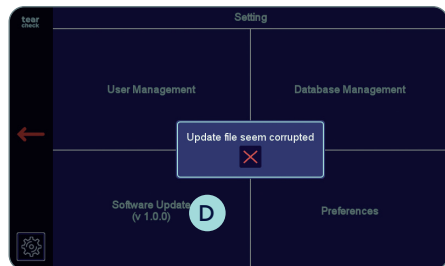 tear
check
Setting
User Management
Database Management
Update file seem corrupted
Software Update
(v 1.0.0)
D
Preferences